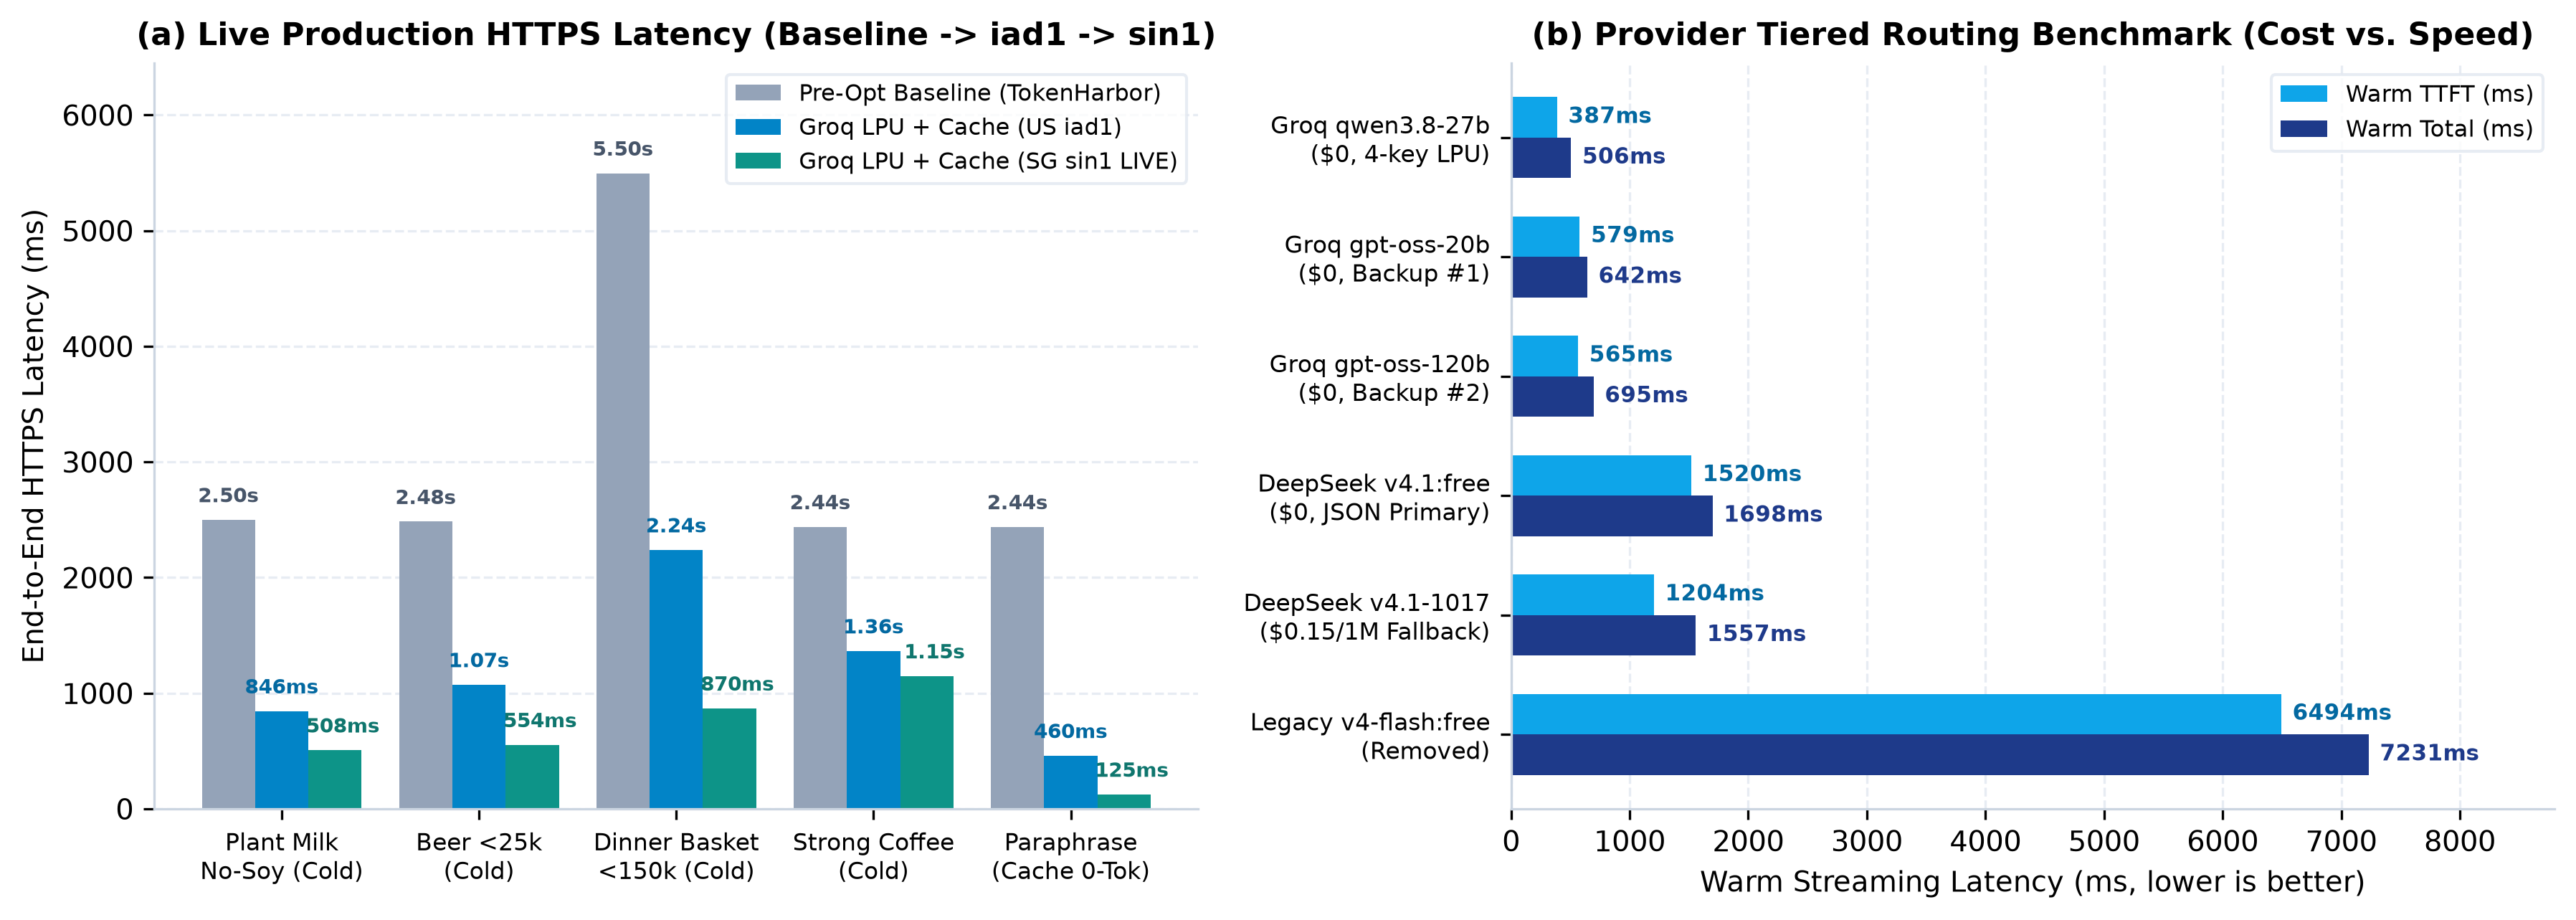 (a) Live Production HTTPS Latency (Baseline -> iad1 -> sin1)
End-to-End HTTPS Latency (ms)
6000
5000
4000
3000
2000
1000
0
Pre-Opt Baseline (TokenHarbor)
Groq LPU + Cache (US iad1)
Groq LPU + Cache (SG sin1 LIVE)
2.50s
846ms
508ms
2.48s
1.07s
554ms
5.50s
2.24s
870ms
2.44s
1.36s
1.15s
2.44s
460ms
125ms
Plant Milk
No-Soy (Cold)
Beer <25k
(Cold)
Dinner Basket
<150k (Cold)
Strong Coffee
(Cold)
Paraphrase
(Cache 0-Tok)
(b) Provider Tiered Routing Benchmark (Cost vs. Speed)
Warm TTFT (ms)
Warm Total (ms)
Groq qwen3.8-27b
($0, 4-key LPU)
387ms
506ms
Groq gpt-oss-20b
($0, Backup #1)
579ms
642ms
Groq gpt-oss-120b
($0, Backup #2)
565ms
695ms
DeepSeek v4.1:free
($0, JSON Primary)
1520ms
1698ms
DeepSeek v4.1-1017
($0.15/1M Fallback)
1204ms
1557ms
Legacy v4-flash:free
(Removed)
6494ms
7231ms
0 1000 2000 3000 4000 5000 6000 7000 8000
Warm Streaming Latency (ms, lower is better)